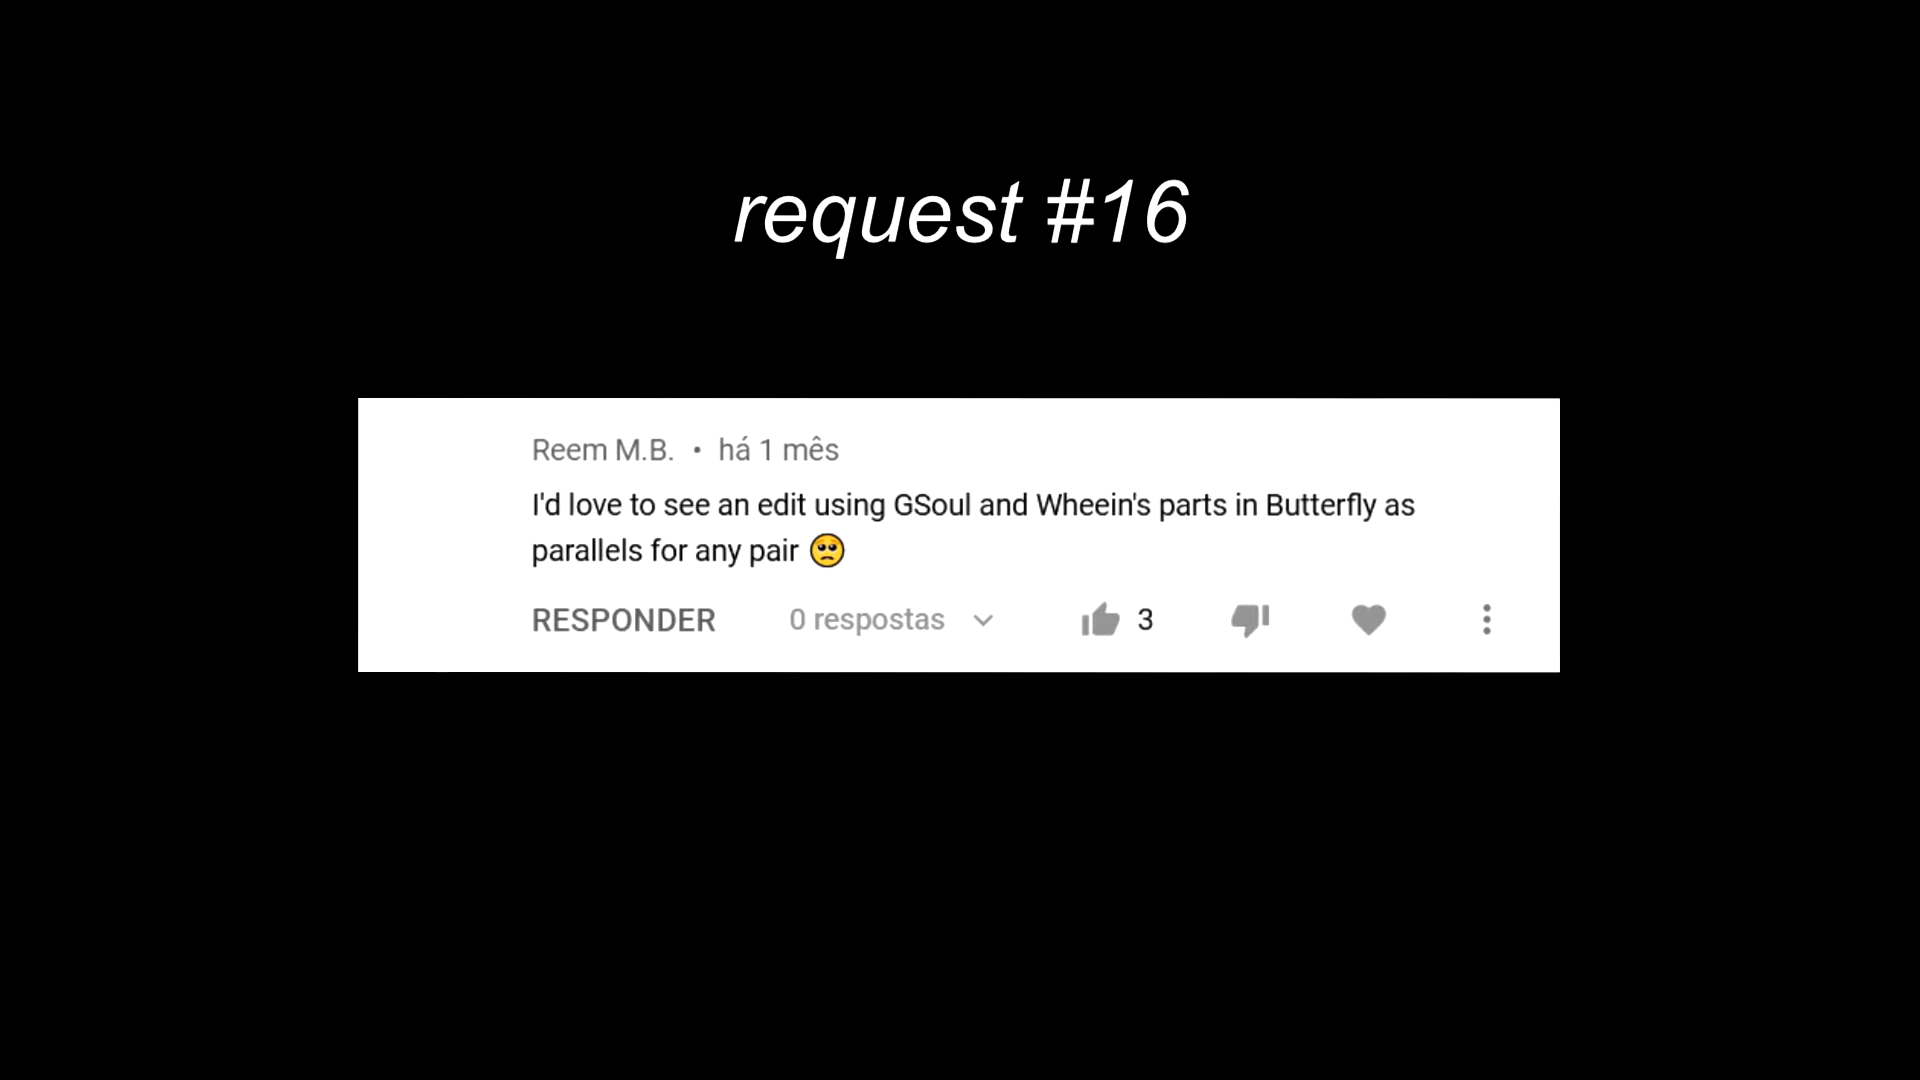 request #16
Reem M.B. • há 1 mês
I'd love to see an edit using GSoul and Wheein's parts in Butterfly as
parallels for any pair 🥺
RESPONDER 0 respostas 3